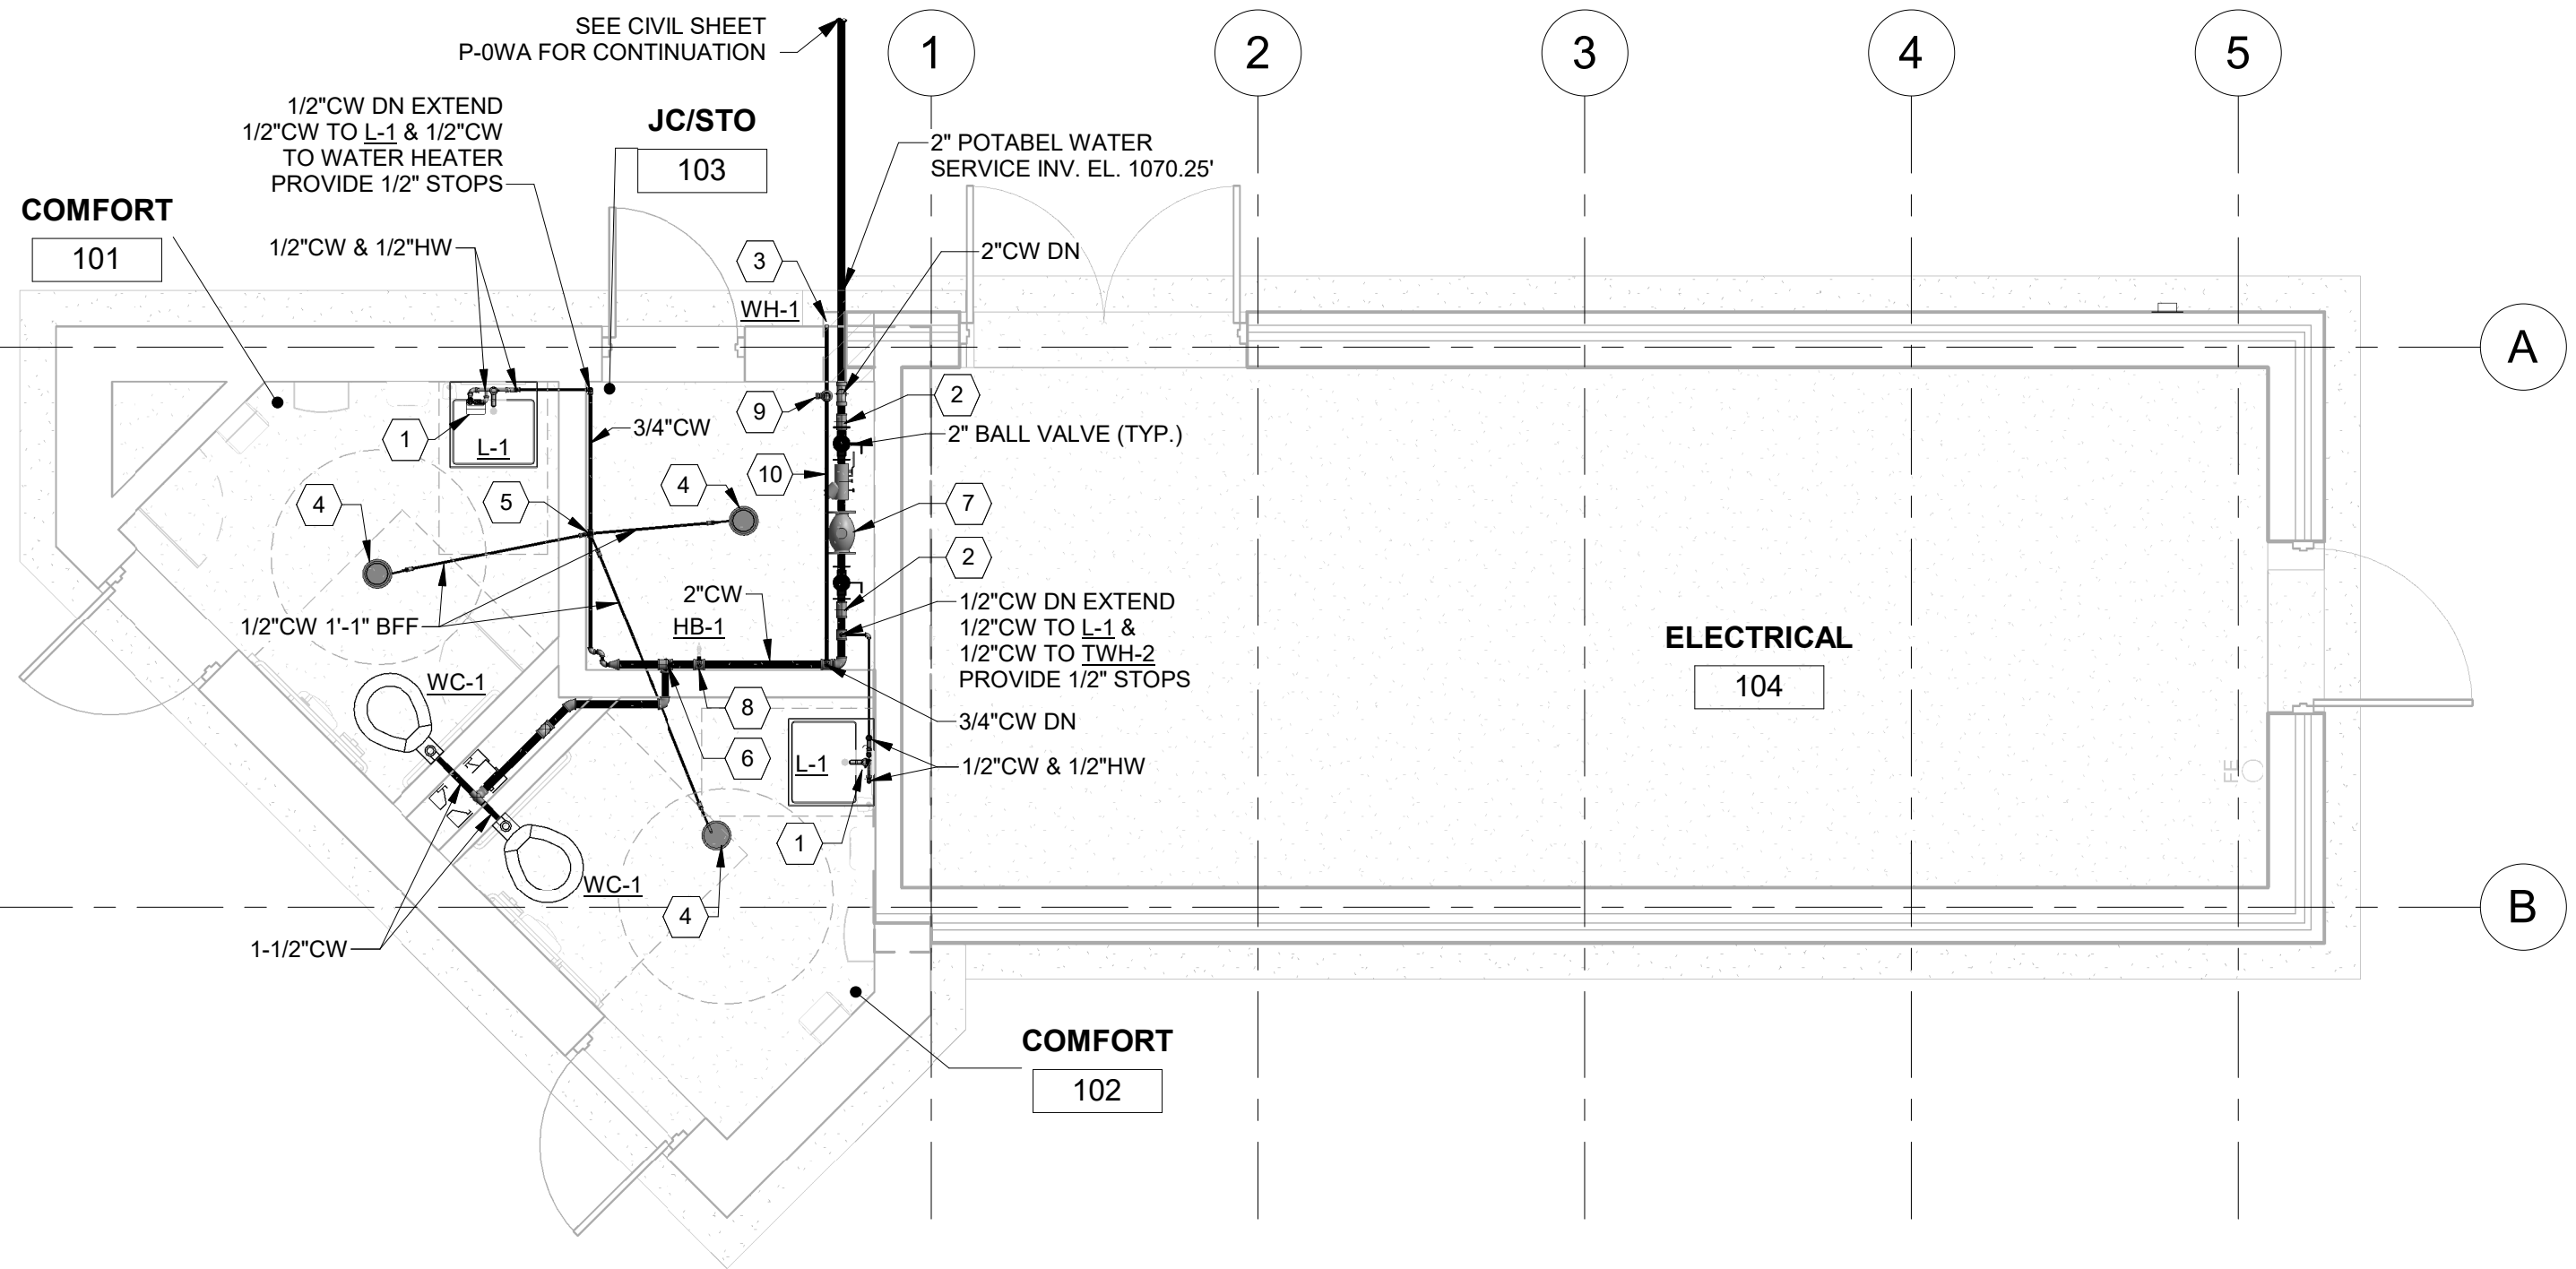 SEE CIVIL SHEET
P-0WA FOR CONTINUATION
1
2
3
4
5
1/2"CW DN EXTEND
1/2"CW TO L-1 & 1/2"CW
TO WATER HEATER
PROVIDE 1/2" STOPS
JC/STO
103
2" POTABEL WATER
SERVICE INV. EL. 1070.25'
COMFORT
101
1/2"CW & 1/2"HW
3
2"CW DN
WH-1
A
9
2
2" BALL VALVE (TYP.)
1
L-1
3/4"CW
10
4
5
4
7
2
1/2"CW 1'-1" BFF
2"CW
HB-1
1/2"CW DN EXTEND
1/2"CW TO L-1 &
1/2"CW TO TWH-2
PROVIDE 1/2" STOPS
ELECTRICAL
104
WC-1
8
3/4"CW DN
6
L-1
1/2"CW & 1/2"HW
FE
1
WC-1
4
B
1-1/2"CW
COMFORT
102